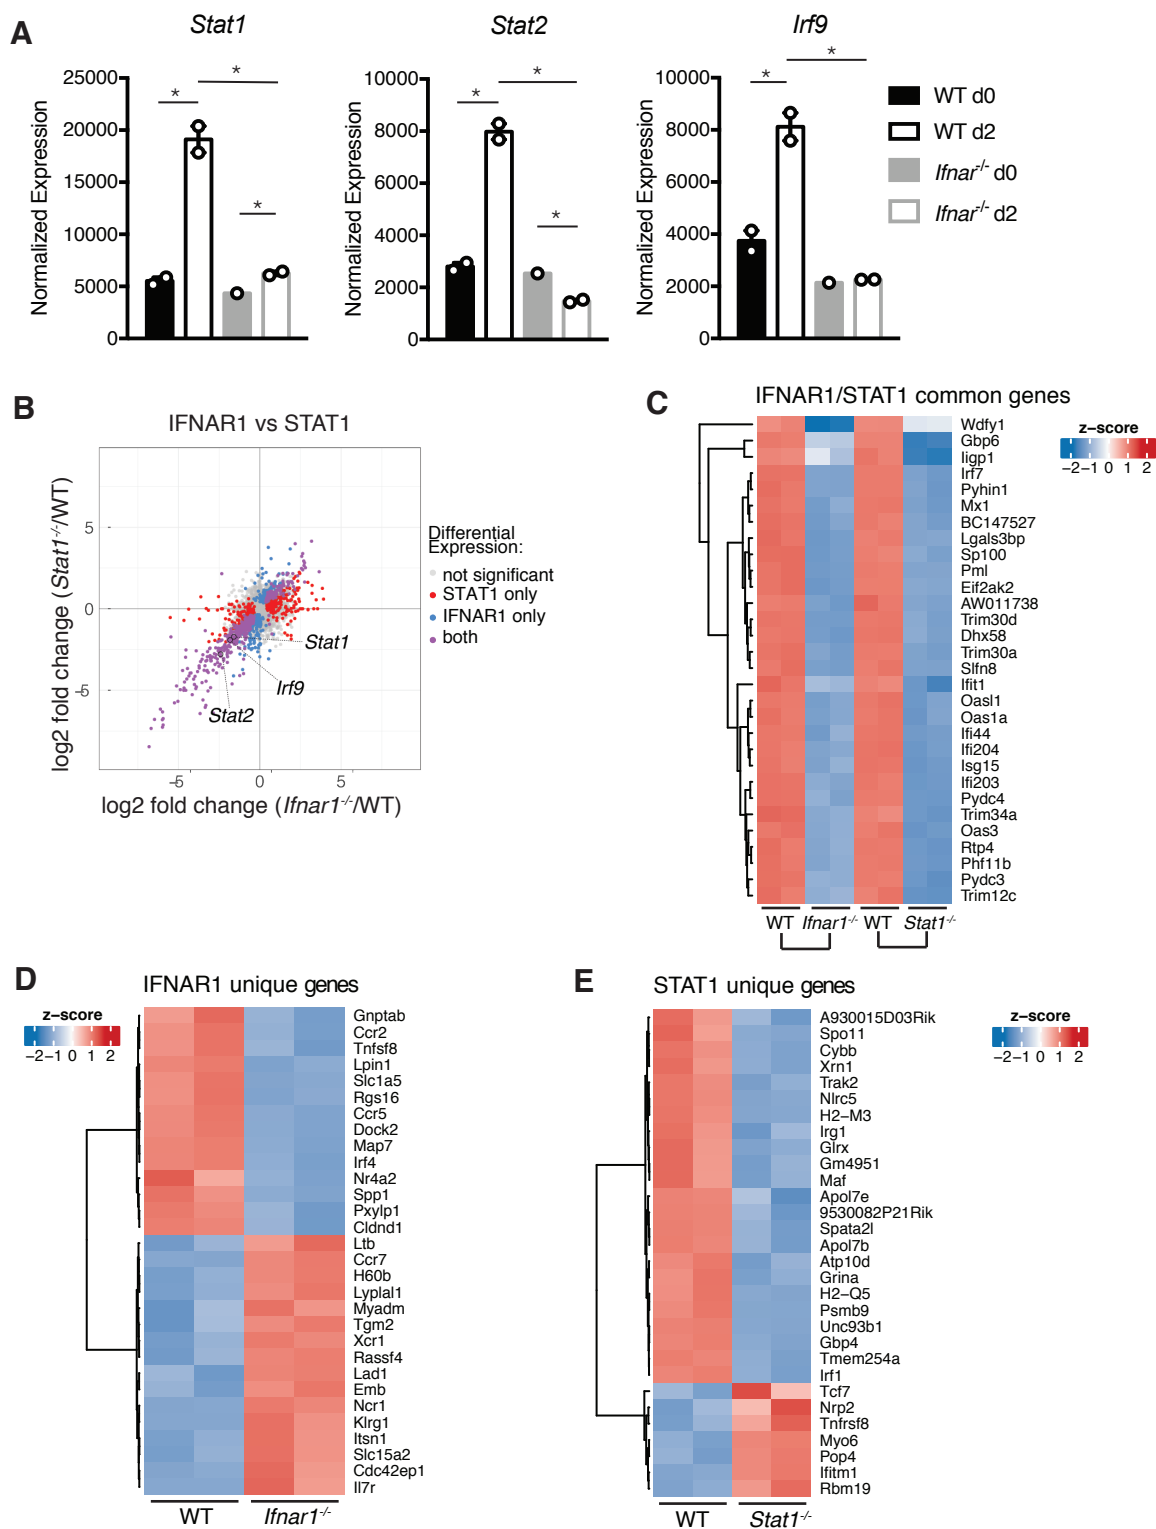 A
Stat1
Stat2
Irf9
Normalized Expression
25000
20000
15000
10000
5000
0
*
*
*
Normalized Expression
10000
8000
6000
4000
2000
0
*
*
*
Normalized Expression
10000
8000
6000
4000
2000
0
*
*
WT d0
WT d2
Ifnar-/- d0
Ifnar-/- d2
B
IFNAR1 vs STAT1
log2 fold change (Stat1-/-/WT)
5
0
−5
−5
0
5
log2 fold change (Ifnar1-/-/WT)
Stat1
Irf9
Stat2
Differential
Expression:
not significant
STAT1 only
IFNAR1 only
both
C
IFNAR1/STAT1 common genes
z−score
−2 −1 0 1 2
Wdfy1
Gbp6
Iigp1
Irf7
Pyhin1
Mx1
BC147527
Lgals3bp
Sp100
Pml
Eif2ak2
AW011738
Trim30d
Dhx58
Trim30a
Slfn8
Ifit1
Oasl1
Oas1a
Ifi44
Ifi204
Isg15
Ifi203
Pydc4
Trim34a
Oas3
Rtp4
Phf11b
Pydc3
Trim12c
WT Ifnar1-/- WT Stat1-/-
D
IFNAR1 unique genes
z−score
−2 −1 0 1 2
Gnptab
Ccr2
Tnfsf8
Lpin1
Slc1a5
Rgs16
Ccr5
Dock2
Map7
Irf4
Nr4a2
Spp1
Pxylp1
Cldnd1
Ltb
Ccr7
H60b
Lyplal1
Myadm
Tgm2
Xcr1
Rassf4
Lad1
Emb
Ncr1
Klrg1
Itsn1
Slc15a2
Cdc42ep1
Il7r
WT Ifnar1-/-
E
STAT1 unique genes
z−score
−2 −1 0 1 2
A930015D03Rik
Spo11
Cybb
Xrn1
Trak2
Nlrc5
H2−M3
Irg1
Glrx
Gm4951
Maf
Apol7e
9530082P21Rik
Spata2l
Apol7b
Atp10d
Grina
H2−Q5
Psmb9
Unc93b1
Gbp4
Tmem254a
Irf1
Tcf7
Nrp2
Tnfrsf8
Myo6
Pop4
Ifitm1
Rbm19
WT Stat1-/-